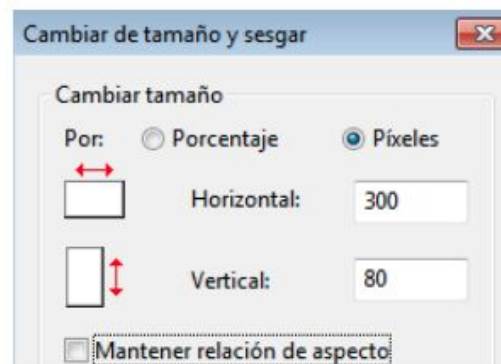 Cambiar de tamaño y sesgar
Cambiar tamaño
Por: Porcentaje Píxeles
Horizontal: 300
Vertical: 80
Mantener relación de aspecto